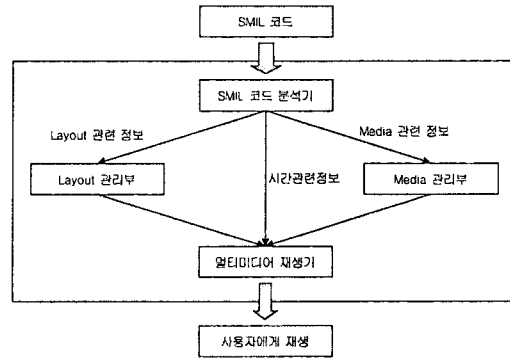 SMIL 코드
SMIL 코드 분석기
Layout 관련 정보
Media 관련 정보
Layout 관리부
시간관련정보
Media 관리부
멀티미디어 재생기
사용자에게 재생